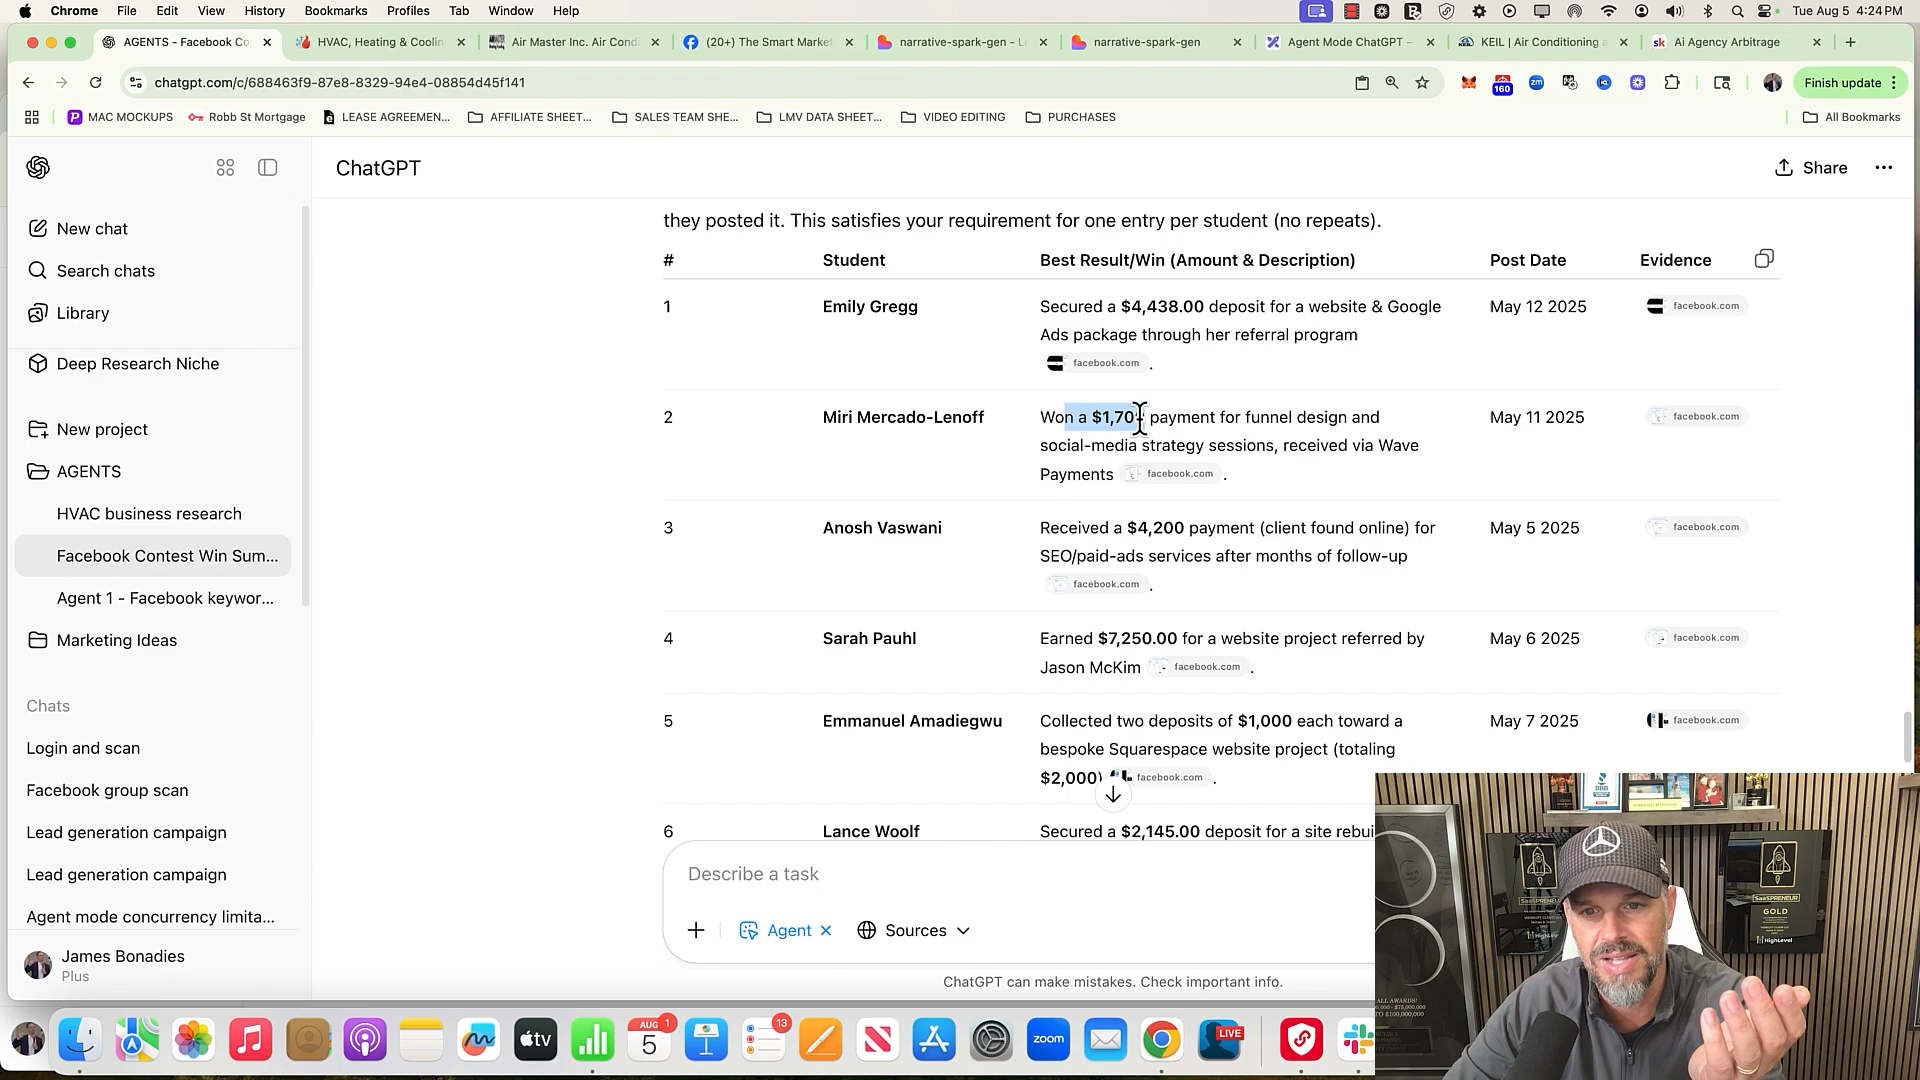 Chrome File Edit View History Bookmarks Profiles Tab Window Help Tue Aug 5 4:24 PM
AGENTS - Facebook Co HVAC, Heating & Coolin Air Master Inc. Air Cond (20+) The Smart Marke narrative-spark-gen - L narrative-spark-gen Agent Mode ChatGPT — KEIL | Air Conditioning a Ai Agency Arbitrage
chatgpt.com/c/688463f9-87e8-8329-94e4-08854d45f141 160 Finish update
MAC MOCKUPS Robb St Mortgage LEASE AGREEMEN... AFFILIATE SHEET... SALES TEAM SHE... LMV DATA SHEET... VIDEO EDITING PURCHASES All Bookmarks
ChatGPT Share
New chat
Search chats
Library
Deep Research Niche
New project
AGENTS
HVAC business research
Facebook Contest Win Sum...
Agent 1 - Facebook keywor...
Marketing Ideas
Chats
Login and scan
Facebook group scan
Lead generation campaign
Lead generation campaign
Agent mode concurrency limita...
James Bonadies
Plus
they posted it. This satisfies your requirement for one entry per student (no repeats).
# Student Best Result/Win (Amount & Description) Post Date Evidence
1 Emily Gregg Secured a $4,438.00 deposit for a website & Google May 12 2025 facebook.com
Ads package through her referral program
facebook.com .
2 Miri Mercado-Lenoff Won a $1,70 payment for funnel design and May 11 2025 facebook.com
social-media strategy sessions, received via Wave
Payments facebook.com .
3 Anosh Vaswani Received a $4,200 payment (client found online) for May 5 2025 facebook.com
SEO/paid-ads services after months of follow-up
facebook.com .
4 Sarah Pauhl Earned $7,250.00 for a website project referred by May 6 2025 facebook.com
Jason McKim facebook.com .
5 Emmanuel Amadiegwu Collected two deposits of $1,000 each toward a May 7 2025 facebook.com
bespoke Squarespace website project (totaling
$2,000) facebook.com .
6 Lance Woolf Secured a $2,145.00 deposit for a site rebui
Describe a task
Agent Sources
ChatGPT can make mistakes. Check important info.
BBB
SaaSPRENEUR
GOLD
HighLevel
AUG 1
5
13
tv
zoom
LIVE